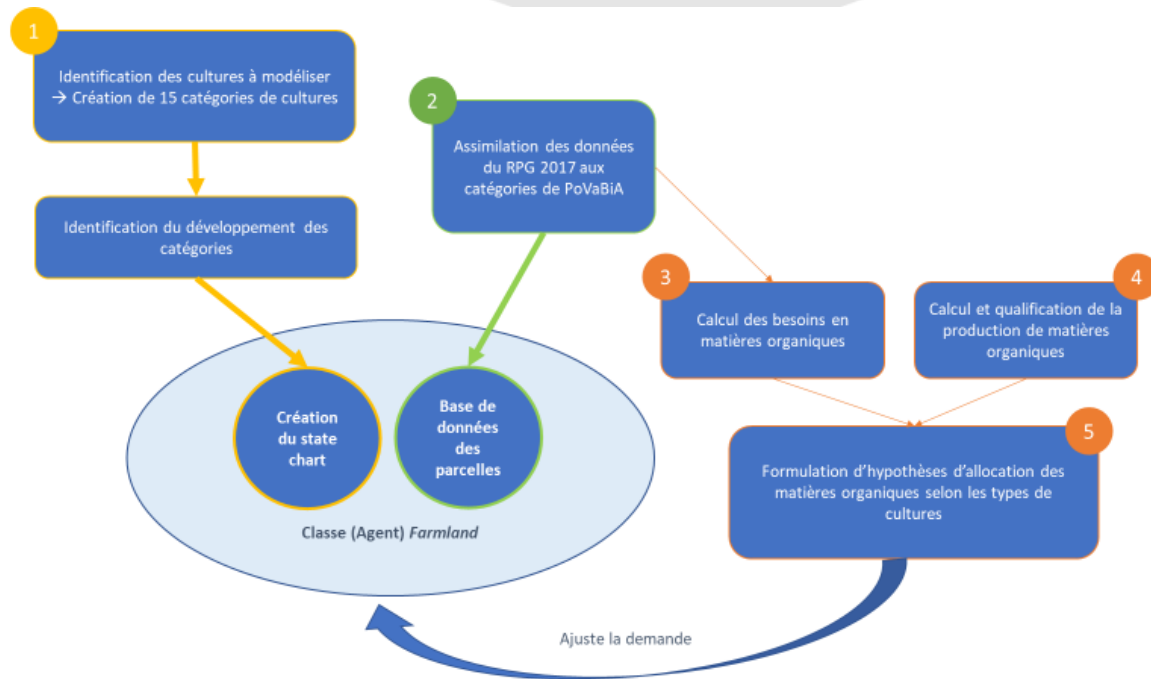 1
Identification des cultures à modéliser
→ Création de 15 catégories de cultures
Identification du développement des
catégories
2
Assimilation des données
du RPG 2017 aux
catégories de PoVaBiA
3
Calcul des besoins en
matières organiques
4
Calcul et qualification de la
production de matières
organiques
5
Formulation d’hypothèses d’allocation des
matières organiques selon les types de
cultures
Création
du state
chart
Base de
données
des
parcelles
Classe (Agent) Farmland
Ajuste la demande